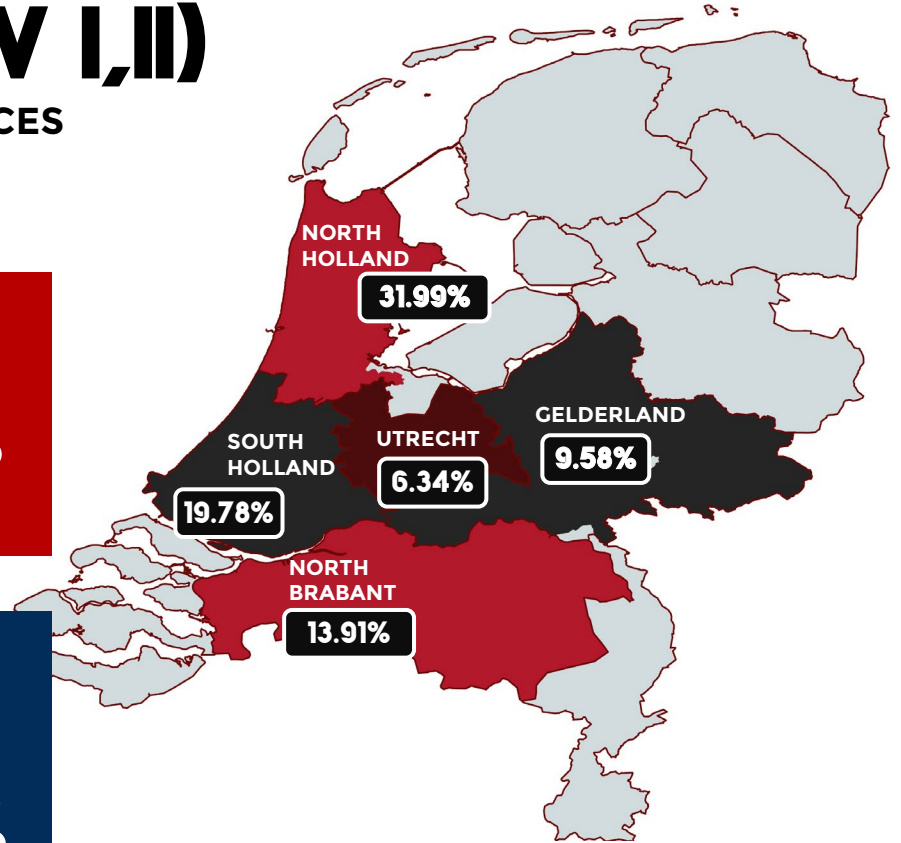 V I,II)
CES
NORTH
HOLLAND
31.99%
GELDERLAND
9.58%
UTRECHT
6.34%
SOUTH
HOLLAND
19.78%
NORTH
BRABANT
13.91%